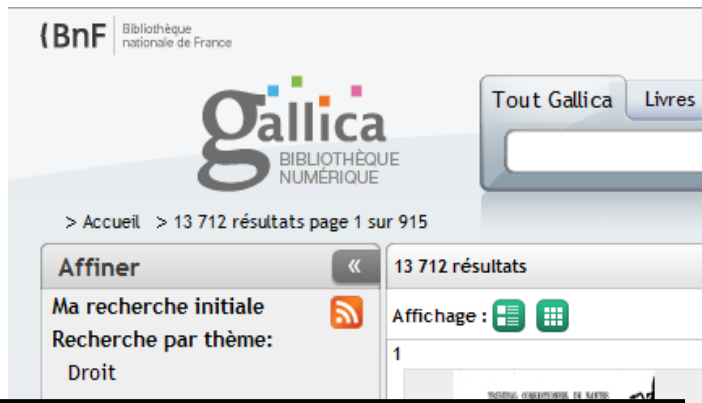 {BnF
Bibliothèque
nationale de France
gallica
BIBLIOTHÈQUE
NUMÉRIQUE
Tout Gallica
Livres
> Accueil > 13 712 résultats page 1 sur 915
Affiner
«
13 712 résultats
Ma recherche initiale
Recherche par thème:
Droit
Affichage :
1